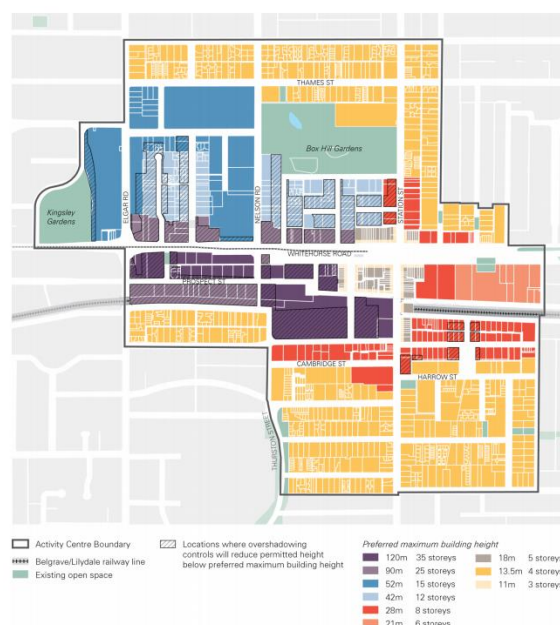 THAMES ST
Box Hill Gardens
Kingsley
Gardens
ELGAR RD
NELSON RD
STATION ST
WHITEHORSE ROAD
PROSPECT ST
CAMBRIDGE ST
HARROW ST
THURSTON STREET
Activity Centre Boundary
Belgrave/Lilydale railway line
Existing open space
Locations where overshadowing
controls will reduce permitted height
below preferred maximum building height
Preferred maximum building height
120m 35 storeys
90m 25 storeys
52m 15 storeys
42m 12 storeys
28m 8 storeys
21m 6 storeys
18m 5 storeys
13.5m 4 storeys
11m 3 storeys